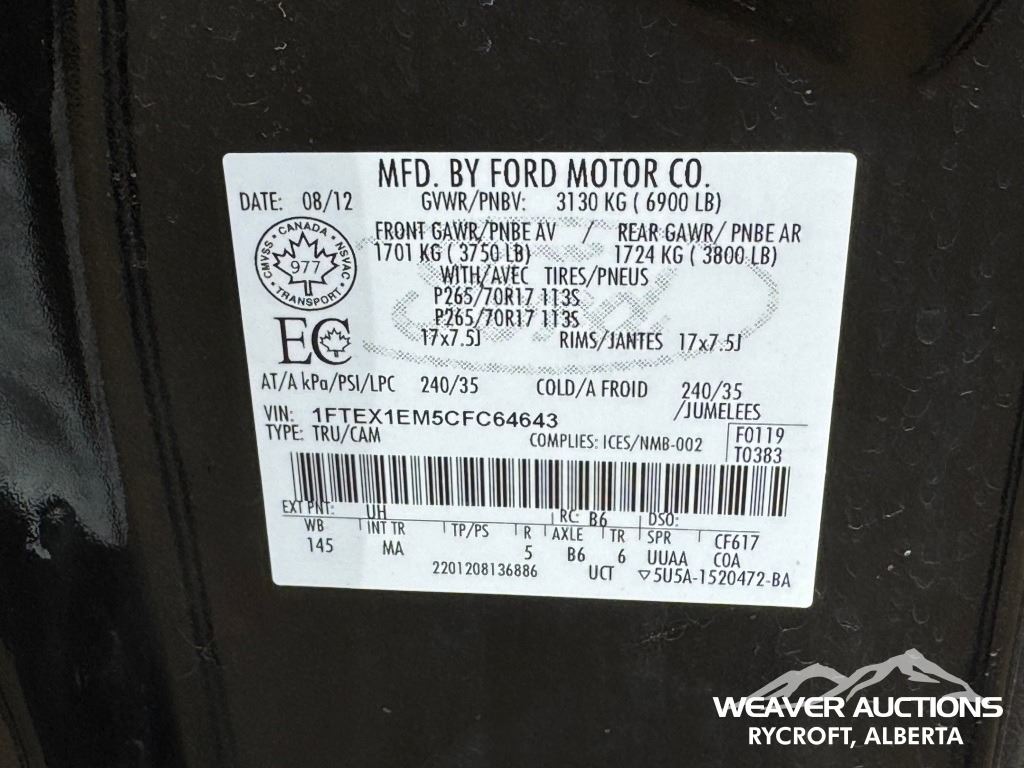 MFD. BY FORD MOTOR CO.
DATE: 08/12 GVWR/PNBV: 3130 KG ( 6900 LB)
FRONT GAWR/PNBE AV / REAR GAWR/ PNBE AR
1701 KG ( 3750 LB) 1724 KG ( 3800 LB)
WITH/AVEC TIRES/PNEUS
P265/70R17 113S
P265/70R17 113S
17x7.5J RIMS/JANTES 17x7.5J
CANADA
CMVSS NSVAC
977
TRANSPORT
EC
AT/A kPa/PSI/LPC 240/35 COLD/A FROID 240/35
/JUMELEES
VIN: 1FTEX1EM5CFC64643
TYPE: TRU/CAM COMPLIES: ICES/NMB-002
F0119
T0383
EXT PNT: UH RC: B6 DSO:
WB INT TR TP/PS R AXLE TR SPR CF617
145 MA 5 B6 6 UUAA COA
2201208136886 UCT ▽5U5A-1520472-BA
WEAVER AUCTIONS
RYCROFT, ALBERTA